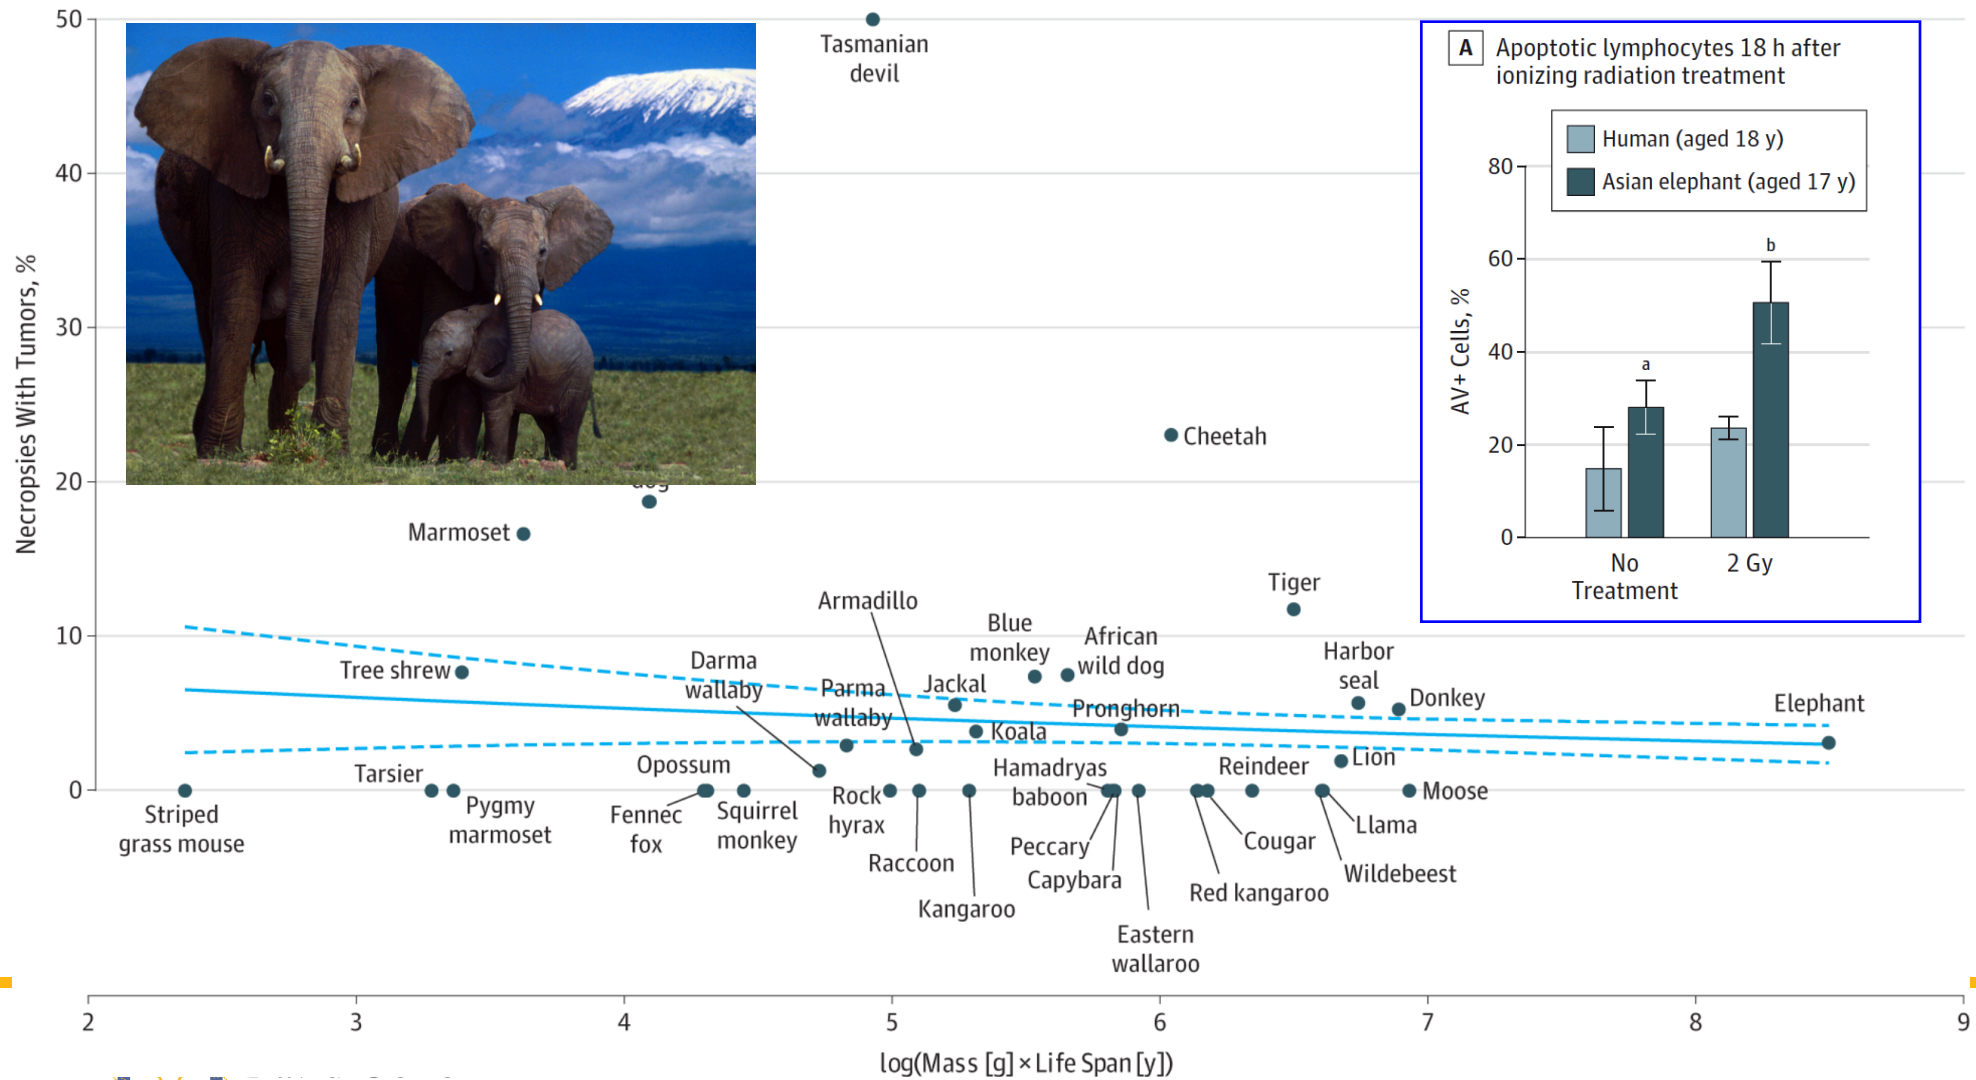 50
40
30
20
10
0
Necropsies With Tumors, %
Tasmanian
devil
Cheetah
dog
Marmoset
Tiger
Armadillo
Blue
monkey
African
wild dog
Harbor
seal
Tree shrew
Darma
wallaby
Parma
wallaby
Jackal
Donkey
Elephant
Pronghorn
Koala
Lion
Tarsier
Opossum
Hamadryas
baboon
Reindeer
Moose
Striped
grass mouse
Pygmy
marmoset
Fennec
fox
Squirrel
monkey
Rock
hyrax
Raccoon
Kangaroo
Peccary
Capybara
Eastern
wallaroo
Cougar
Red kangaroo
Llama
Wildebeest
2
3
4
5
6
7
8
9
log(Mass [g] × Life Span [y])
A
Apoptotic lymphocytes 18 h after
ionizing radiation treatment
Human (aged 18 y)
Asian elephant (aged 17 y)
80
60
40
20
0
AV+ Cells, %
a
b
No
Treatment
2 Gy